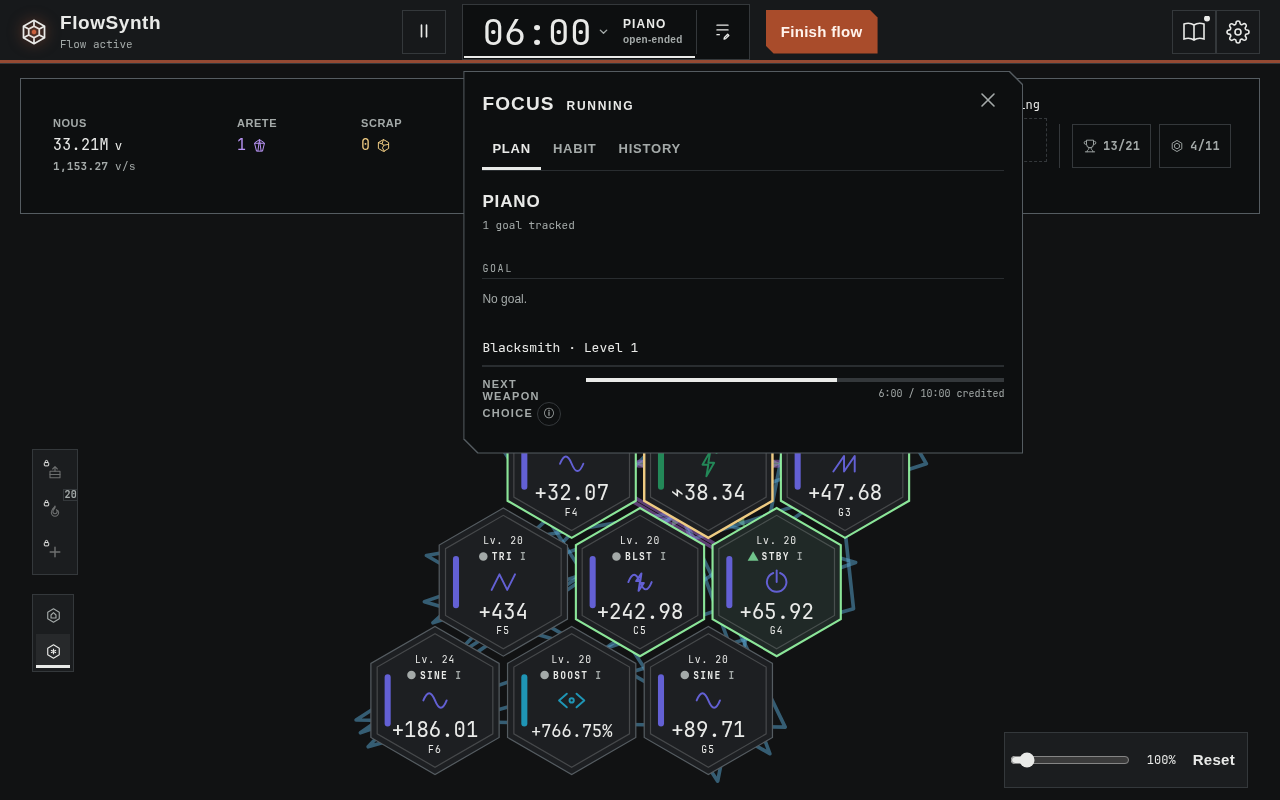 FlowSynth
Flow active
06:00
PIANO
open-ended
Finish flow
NOUS
33.21M v
1,153.27 v/s
ARETE
1
SCRAP
0
13/21
4/11
FOCUS RUNNING
PLAN HABIT HISTORY
PIANO
1 goal tracked
GOAL
No goal.
Blacksmith · Level 1
NEXT
WEAPON
CHOICE
6:00 / 10:00 credited
20
+32.07
F4
38.34
+47.68
G3
Lv. 20
TRI I
+434
F5
Lv. 20
BLST I
+242.98
C5
Lv. 20
STBY I
+65.92
G4
Lv. 24
SINE I
+186.01
F6
Lv. 20
BOOST I
+766.75%
Lv. 20
SINE I
+89.71
G5
100% Reset